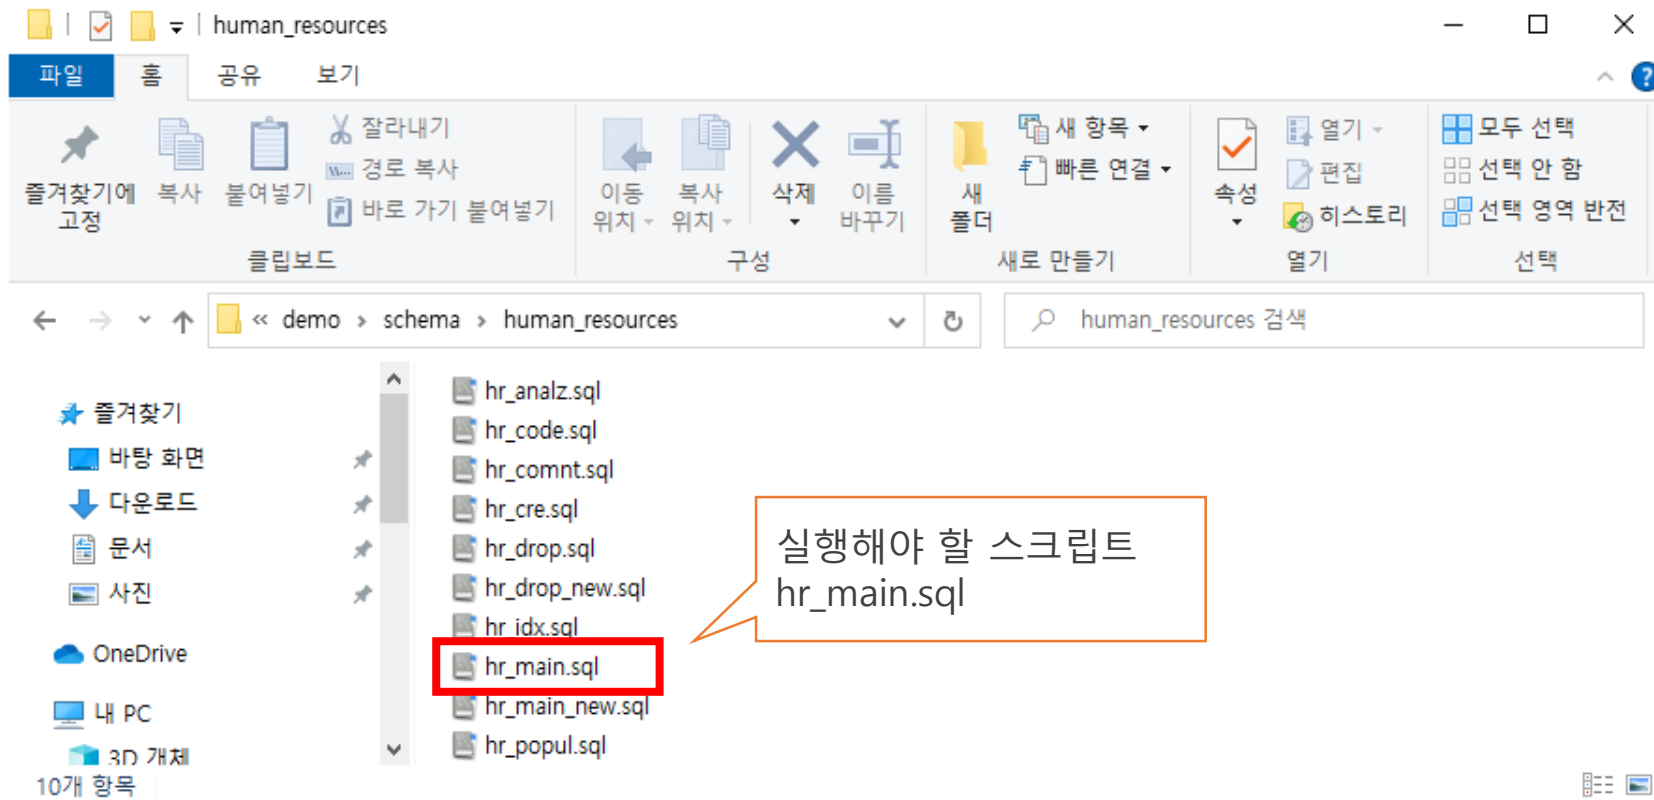 human_resources
파일 홈 공유 보기
즐겨찾기에
고정
복사
붙여넣기
잘라내기
경로 복사
바로 가기 붙여넣기
클립보드
이동
위치
복사
위치
삭제
이름
바꾸기
구성
새
폴더
새 항목
빠른 연결
새로 만들기
속성
열기
편집
히스토리
열기
모두 선택
선택 안 함
선택 영역 반전
선택
« demo › schema › human_resources
human_resources 검색
즐겨찾기
바탕 화면
다운로드
문서
사진
OneDrive
내 PC
3D 개체
hr_analz.sql
hr_code.sql
hr_comnt.sql
hr_cre.sql
hr_drop.sql
hr_drop_new.sql
hr_idx.sql
hr_main.sql
hr_main_new.sql
hr_popul.sql
실행해야 할 스크립트
hr_main.sql
10개 항목